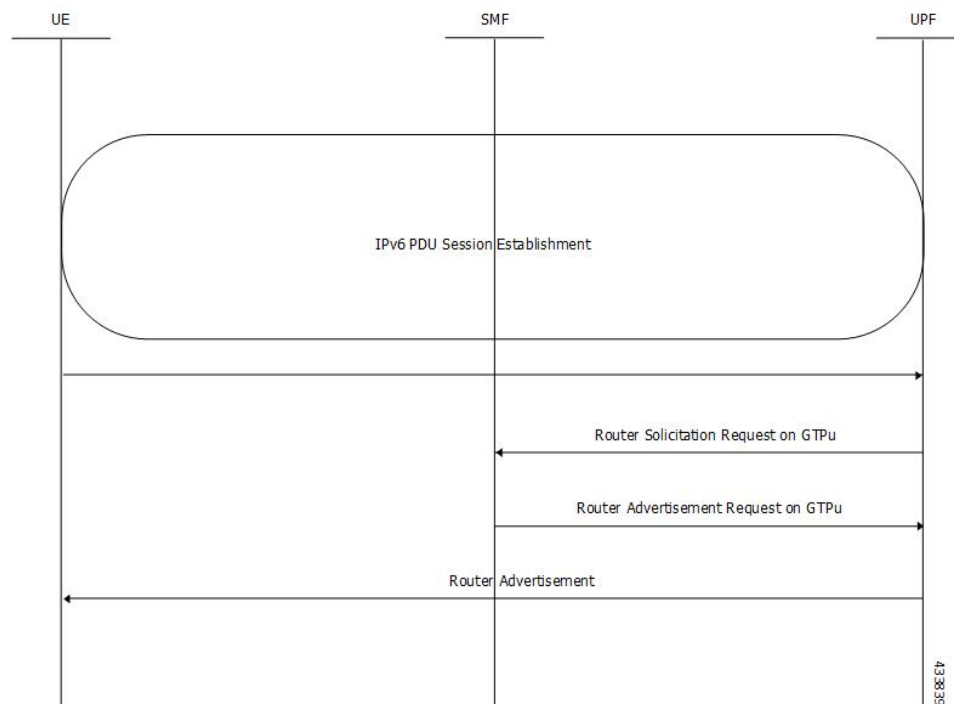 UE
SMF
UPF
IPv6 PDU Session Establishment
Router Solicitation Request on GTPu
Router Advertisement Request on GTPu
Router Advertisement
433839